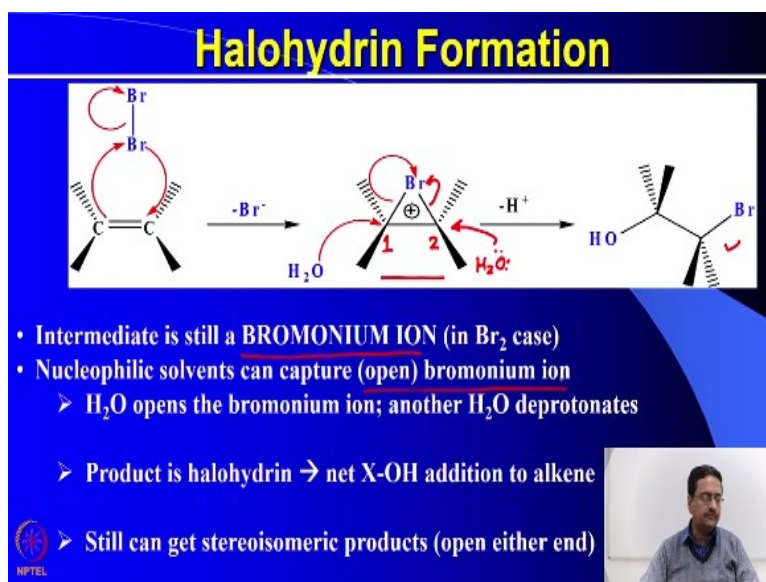 Halohydrin Formation
Br
Br
C C
-Br-
Br
⊕
1 2
H2O
H2O:
-H+
HO
Br
• Intermediate is still a BROMONIUM ION (in Br2 case)
• Nucleophilic solvents can capture (open) bromonium ion
➢ H2O opens the bromonium ion; another H2O deprotonates
➢ Product is halohydrin → net X-OH addition to alkene
➢ Still can get stereoisomeric products (open either end)
NPTEL